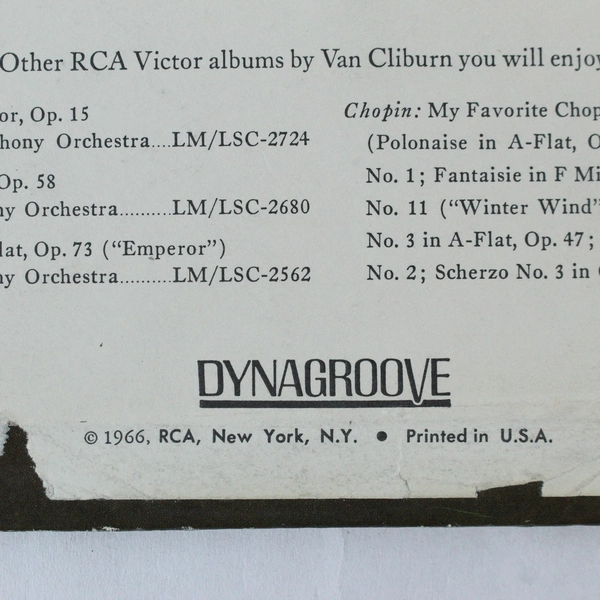 Other RCA Victor albums by Van Cliburn you will enjoy
or, Op. 15
hony Orchestra....LM/LSC-2724
Op. 58
ny Orchestra..........LM/LSC-2680
lat, Op. 73 ("Emperor")
ny Orchestra..........LM/LSC-2562
Chopin: My Favorite Chop
(Polonaise in A-Flat, O
No. 1; Fantaisie in F Mi
No. 11 ("Winter Wind"
No. 3 in A-Flat, Op. 47;
No. 2; Scherzo No. 3 in
DYNAGROOVE
© 1966, RCA, New York, N.Y. ● Printed in U.S.A.